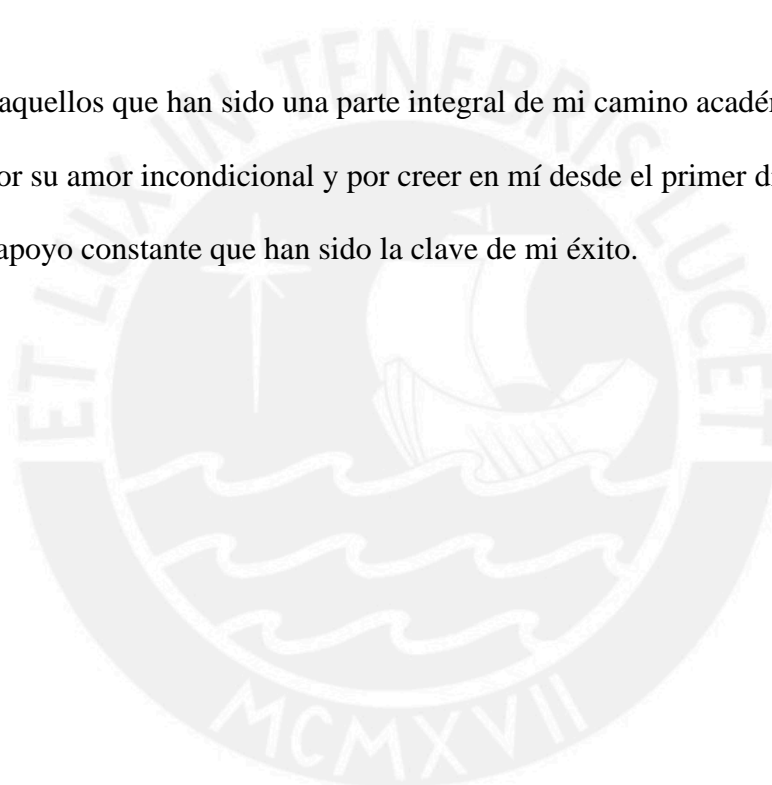 aquellos que han sido una parte integral de mi camino
or su amor incondicional y por creer en mí desde el primer
apoyo constante que han sido la clave de mi éxito.
ET LUX IN TENEBRIS LUCET
MCMXVII